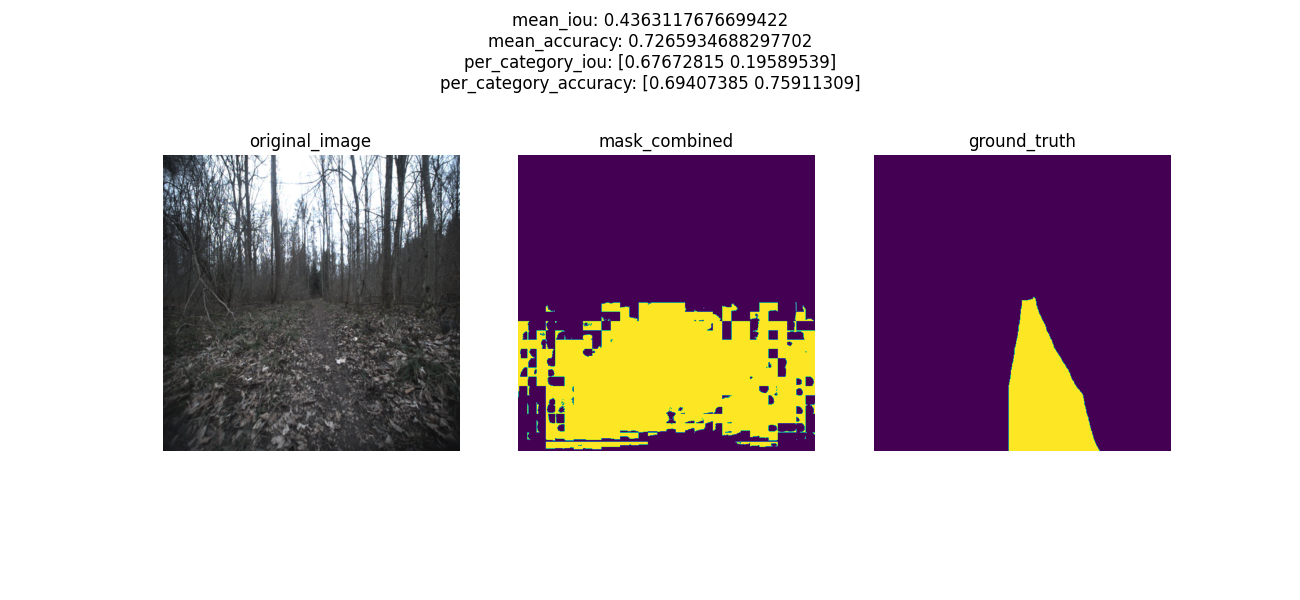 mean_iou: 0.4363117676699422
mean_accuracy: 0.7265934688297702
per_category_iou: [0.67672815 0.19589539]
per_category_accuracy: [0.69407385 0.75911309]
original_image
mask_combined
ground_truth